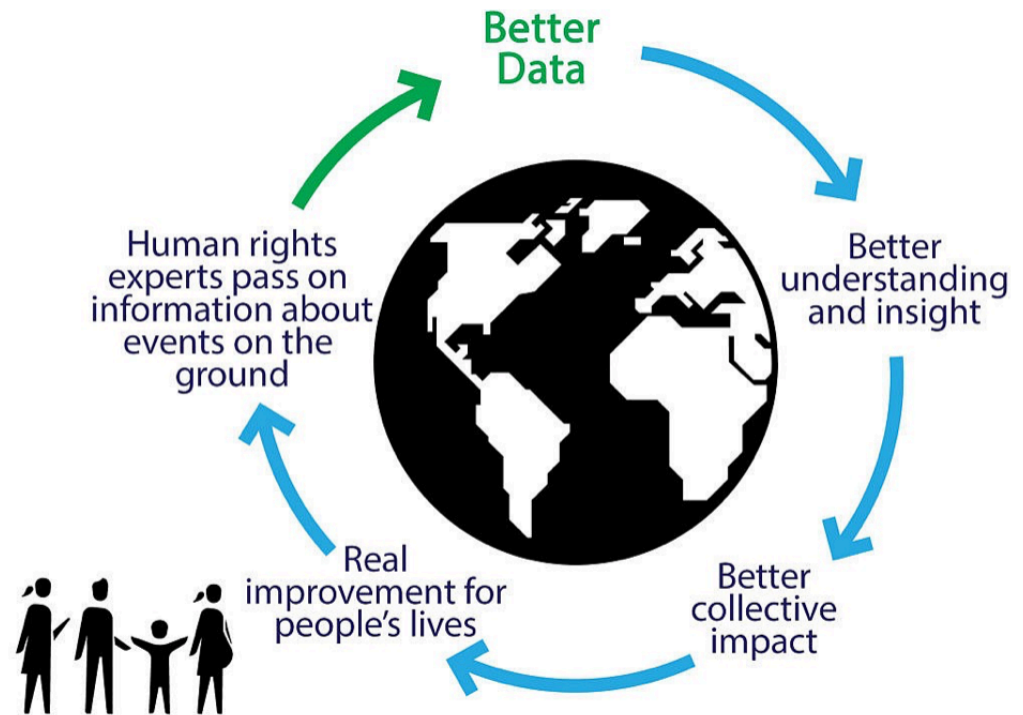 Better
Data
Better
understanding
and insight
Better
collective
impact
Real
improvement for
people's lives
Human rights
experts pass on
information about
events on the
ground